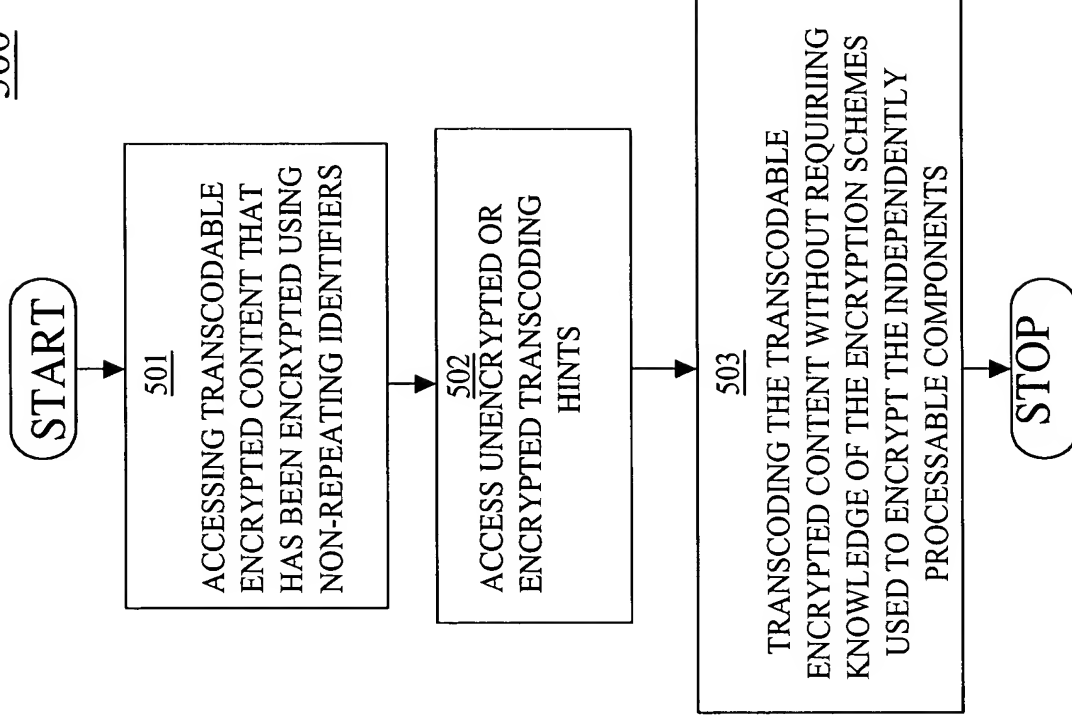 START
501
ACCESSING TRANSCODABLE
ENCRYPTED CONTENT THAT
HAS BEEN ENCRYPTED USING
NON-REPEATING IDENTIFIERS
502
ACCESS UNENCRYPTED OR
ENCRYPTED TRANSCODING
HINTS
503
TRANSCODING THE TRANSCODABLE
ENCRYPTED CONTENT WITHOUT REQUIRIING
KNOWLEDGE OF THE ENCRYPTION SCHEMES
USED TO ENCRYPT THE INDEPENDENTLY
PROCESSABLE COMPONENTS
STOP